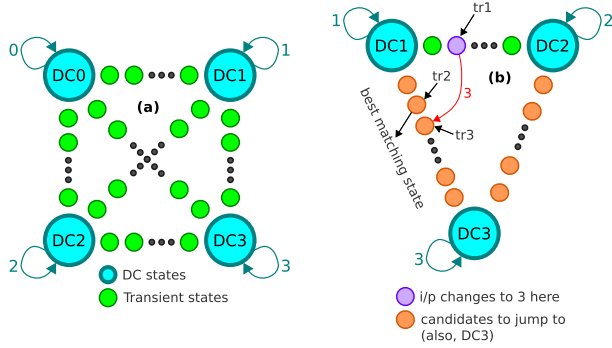 0
DC0
DC1
1
(a)
2
DC2
DC3
3
DC states
Transient states
1
DC1
tr1
DC2
2
(b)
tr2
3
tr3
best matching state
DC3
3
i/p changes to 3 here
candidates to jump to
(also, DC3)